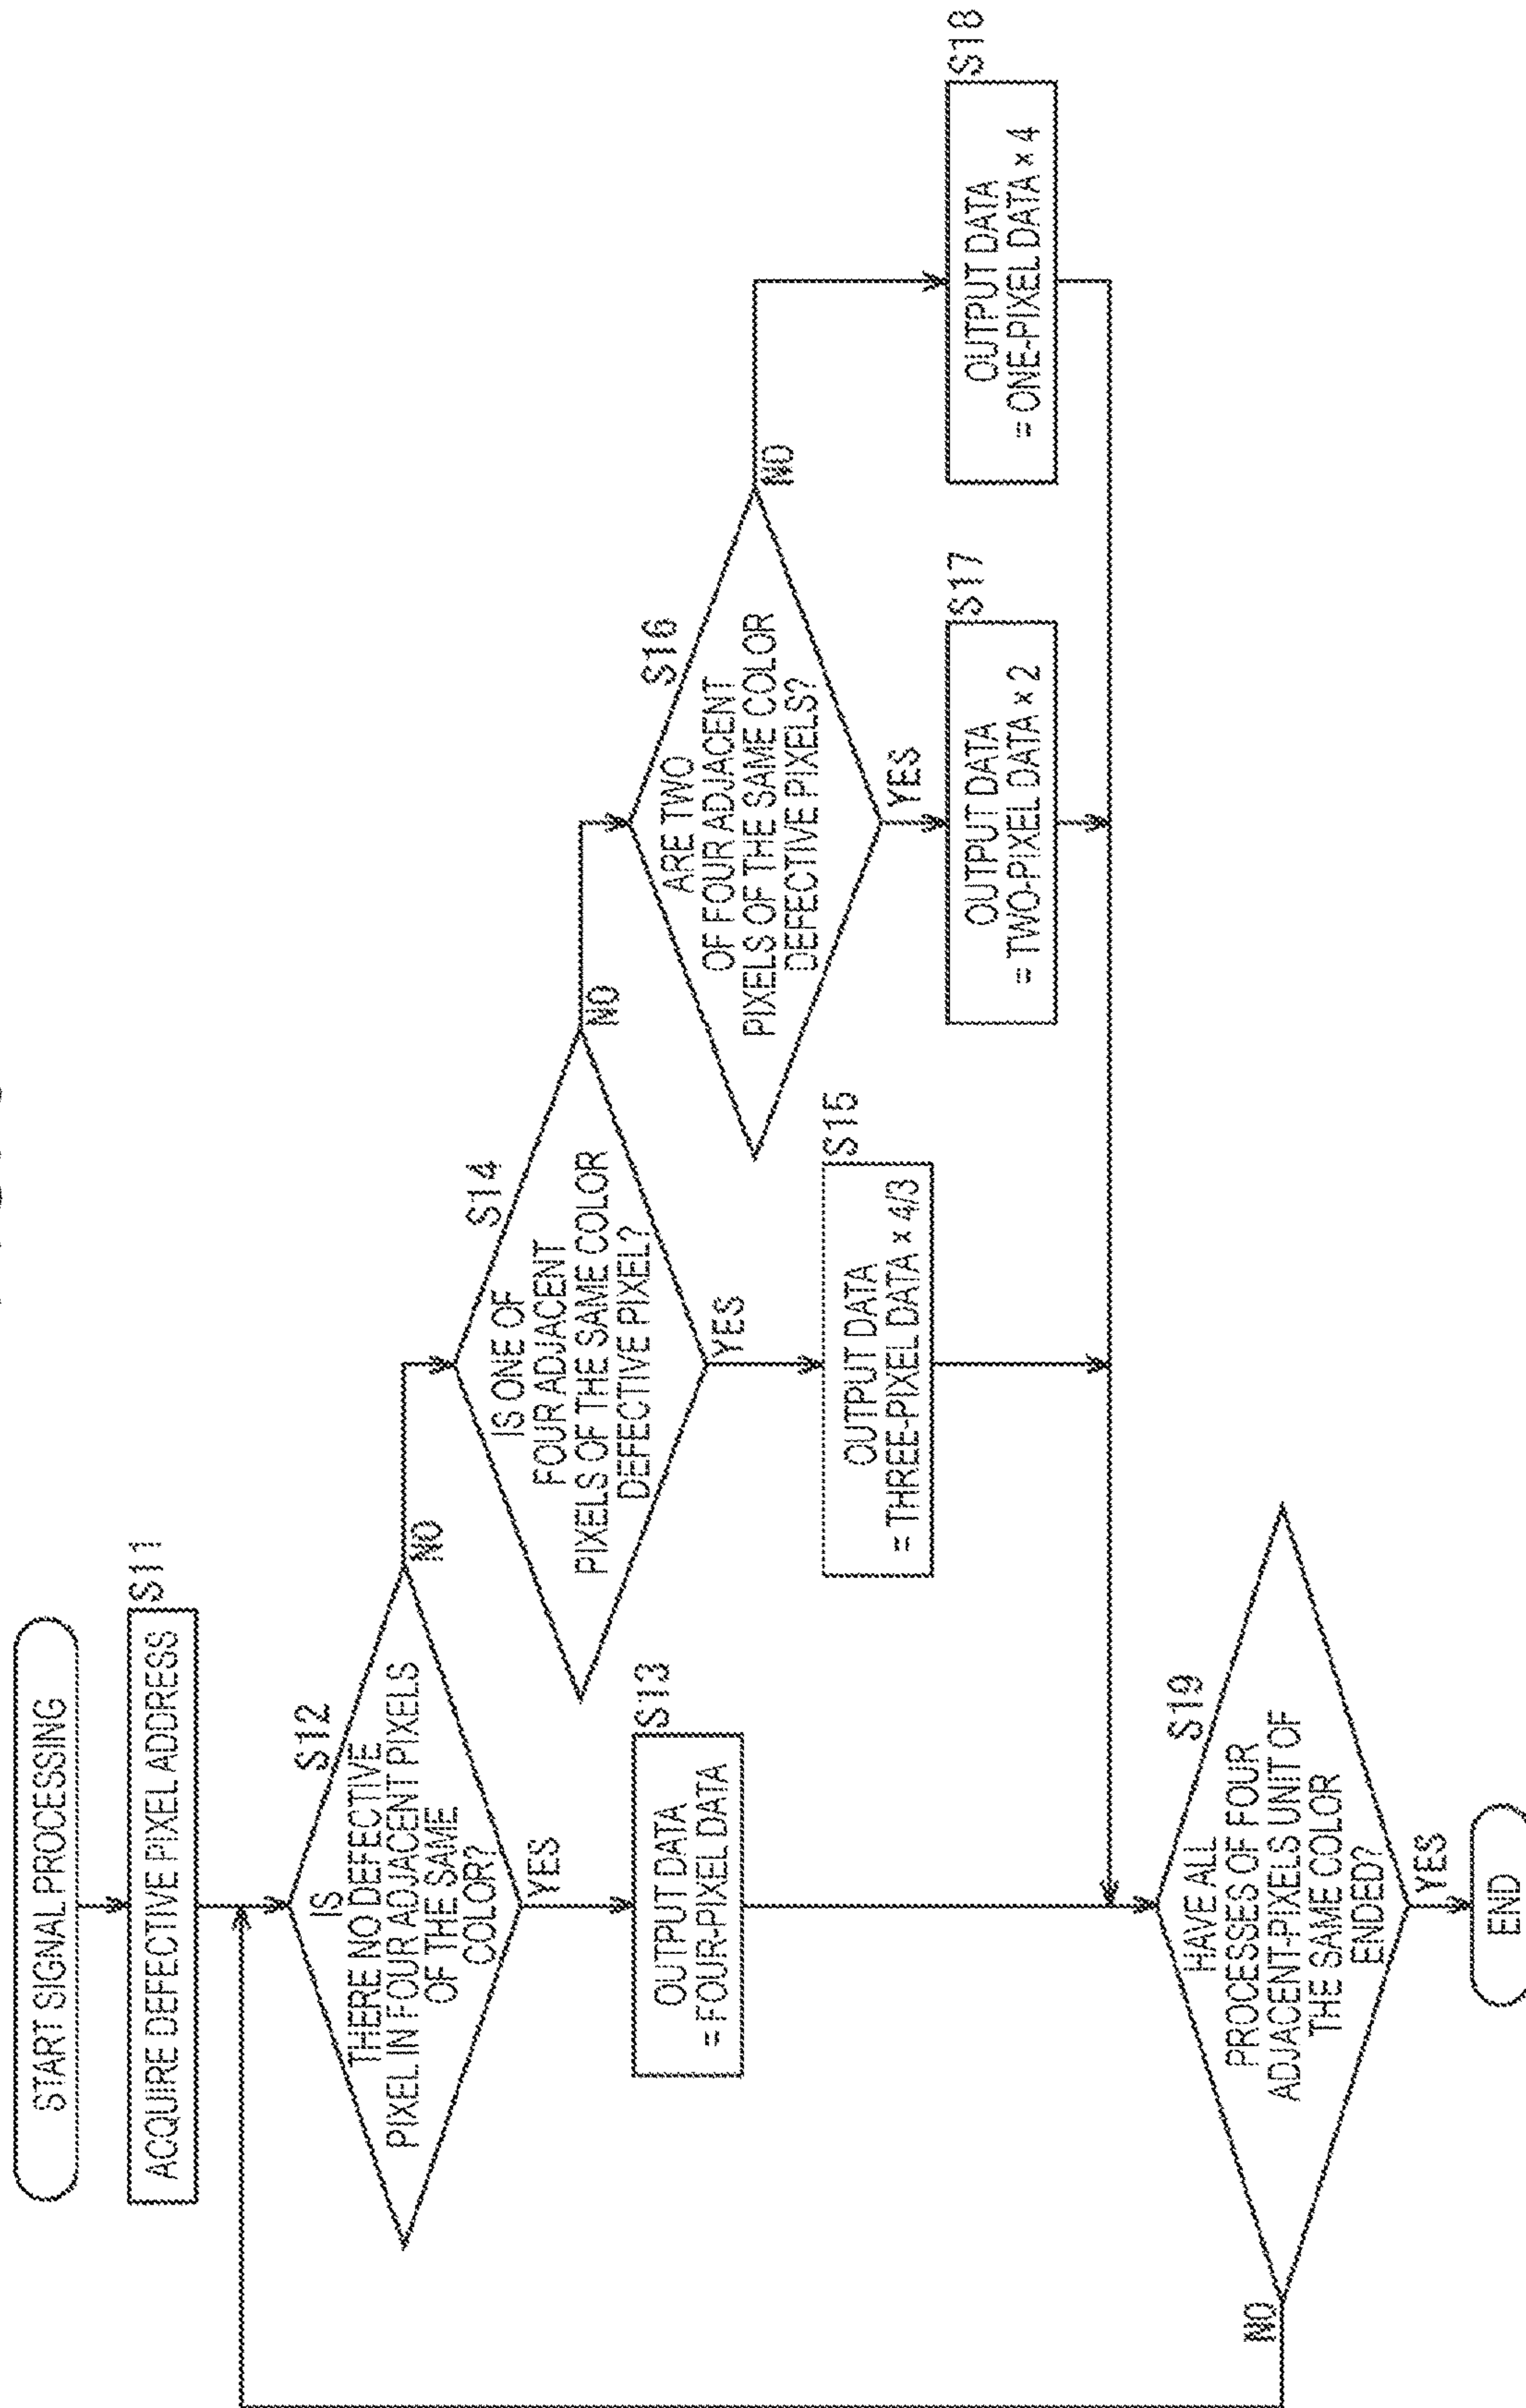 START SIGNAL PROCESSING
ACQUIRE DEFECTIVE PIXEL ADDRESS
S11
S12
IS
THERE NO DEFECTIVE
PIXEL IN FOUR ADJACENT PIXELS
OF THE SAME
COLOR?
NO
YES
S13
OUTPUT DATA
= FOUR-PIXEL DATA
S14
IS ONE OF
FOUR ADJACENT
PIXELS OF THE SAME COLOR
DEFECTIVE PIXEL?
NO
YES
S15
OUTPUT DATA
= THREE-PIXEL DATA × 4/3
S16
ARE TWO
OF FOUR ADJACENT
PIXELS OF THE SAME COLOR
DEFECTIVE PIXELS?
NO
YES
S17
OUTPUT DATA
= TWO-PIXEL DATA × 2
S18
OUTPUT DATA
= ONE-PIXEL DATA × 4
S19
HAVE ALL
PROCESSES OF FOUR
ADJACENT-PIXELS UNIT OF
THE SAME COLOR
ENDED?
NO
YES
END